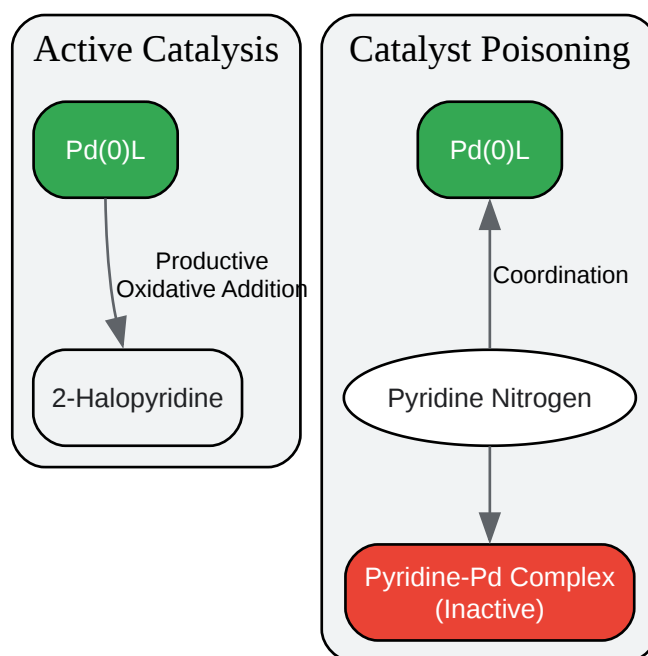 Active Catalysis
Pd(0)L
Productive
Oxidative Addition
2-Halopyridine
Catalyst Poisoning
Pd(0)L
Coordination
Pyridine Nitrogen
Pyridine-Pd Complex
(Inactive)